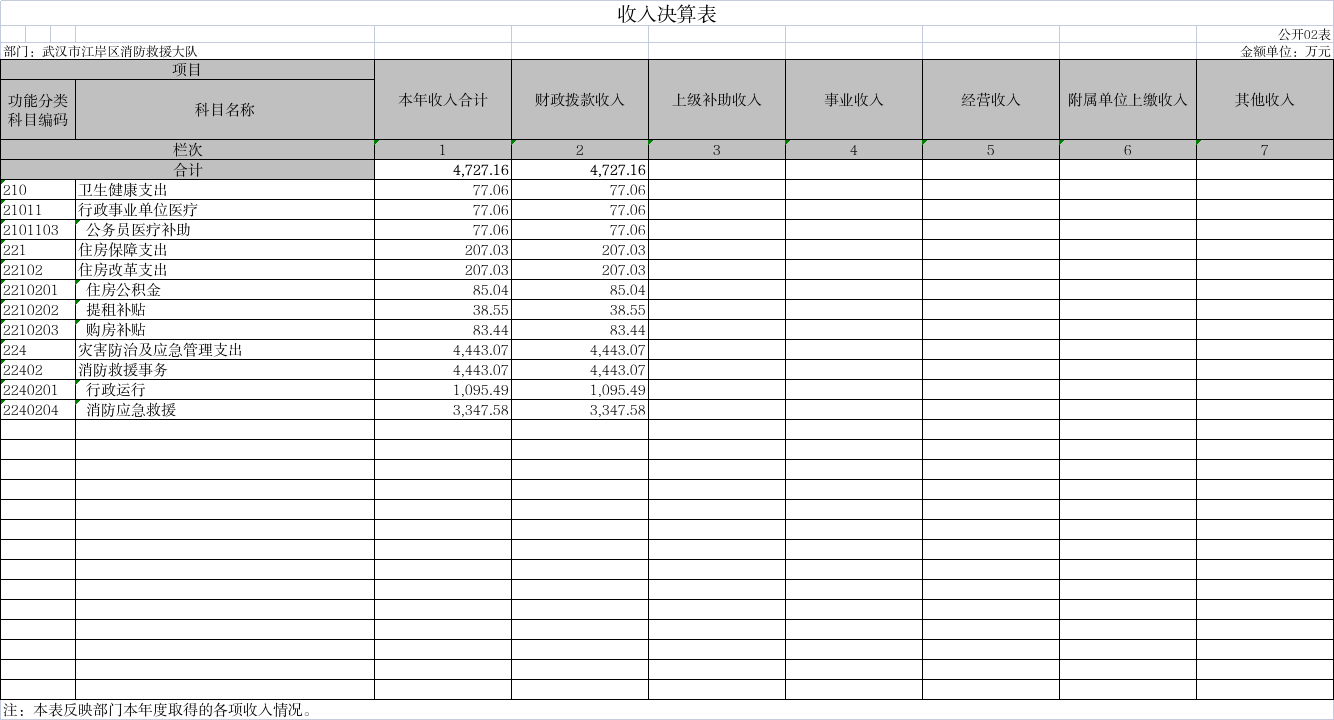 收入决算表
公开02表
部门：武汉市江岸区消防救援大队 金额单位：万元
项目 本年收入合计 财政拨款收入 上级补助收入 事业收入 经营收入 附属单位上缴收入 其他收入
功能分类科目编码 科目名称
栏次 1 2 3 4 5 6 7
合计 4,727.16 4,727.16
210 卫生健康支出 77.06 77.06
21011 行政事业单位医疗 77.06 77.06
2101103 公务员医疗补助 77.06 77.06
221 住房保障支出 207.03 207.03
22102 住房改革支出 207.03 207.03
2210201 住房公积金 85.04 85.04
2210202 提租补贴 38.55 38.55
2210203 购房补贴 83.44 83.44
224 灾害防治及应急管理支出 4,443.07 4,443.07
22402 消防救援事务 4,443.07 4,443.07
2240201 行政运行 1,095.49 1,095.49
2240204 消防应急救援 3,347.58 3,347.58
注：本表反映部门本年度取得的各项收入情况。